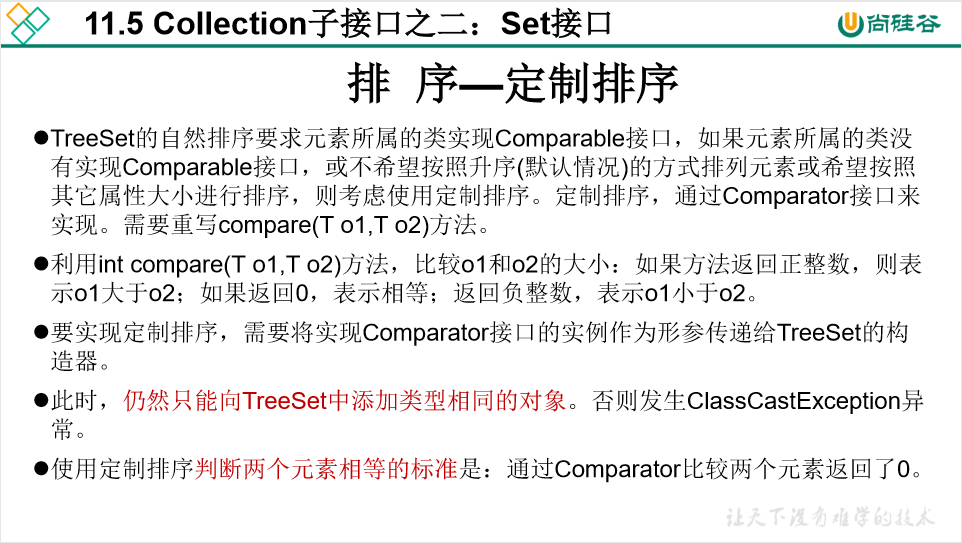 11.5 Collection子接口之二：Set接口
尚硅谷
排 序—定制排序
●TreeSet的自然排序要求元素所属的类实现Comparable接口，如果元素所属的类没
有实现Comparable接口，或不希望按照升序(默认情况)的方式排列元素或希望按照
其它属性大小进行排序，则考虑使用定制排序。定制排序，通过Comparator接口来
实现。需要重写compare(T o1,T o2)方法。
●利用int compare(T o1,T o2)方法，比较o1和o2的大小：如果方法返回正整数，则表
示o1大于o2；如果返回0，表示相等；返回负整数，表示o1小于o2。
●要实现定制排序，需要将实现Comparator接口的实例作为形参传递给TreeSet的构
造器。
●此时，仍然只能向TreeSet中添加类型相同的对象。否则发生ClassCastException异
常。
●使用定制排序判断两个元素相等的标准是：通过Comparator比较两个元素返回了0。
让天下没有难学的技术